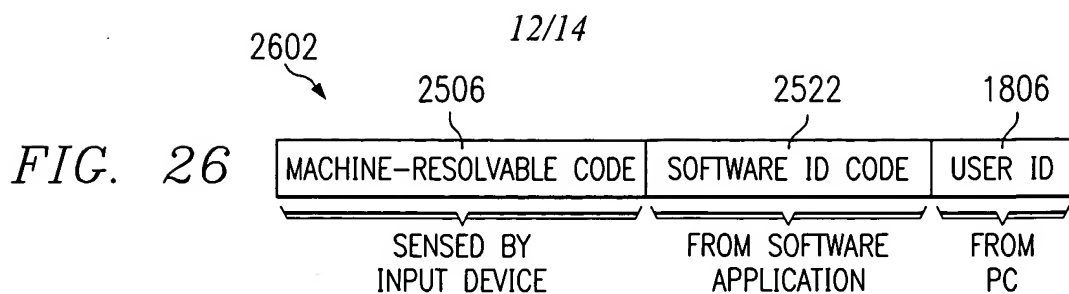 12/14
2602
2506
2522
1806
FIG. 26
MACHINE-RESOLVABLE CODE
SOFTWARE ID CODE
USER ID
SENSED BY
INPUT DEVICE
FROM SOFTWARE
APPLICATION
FROM
PC